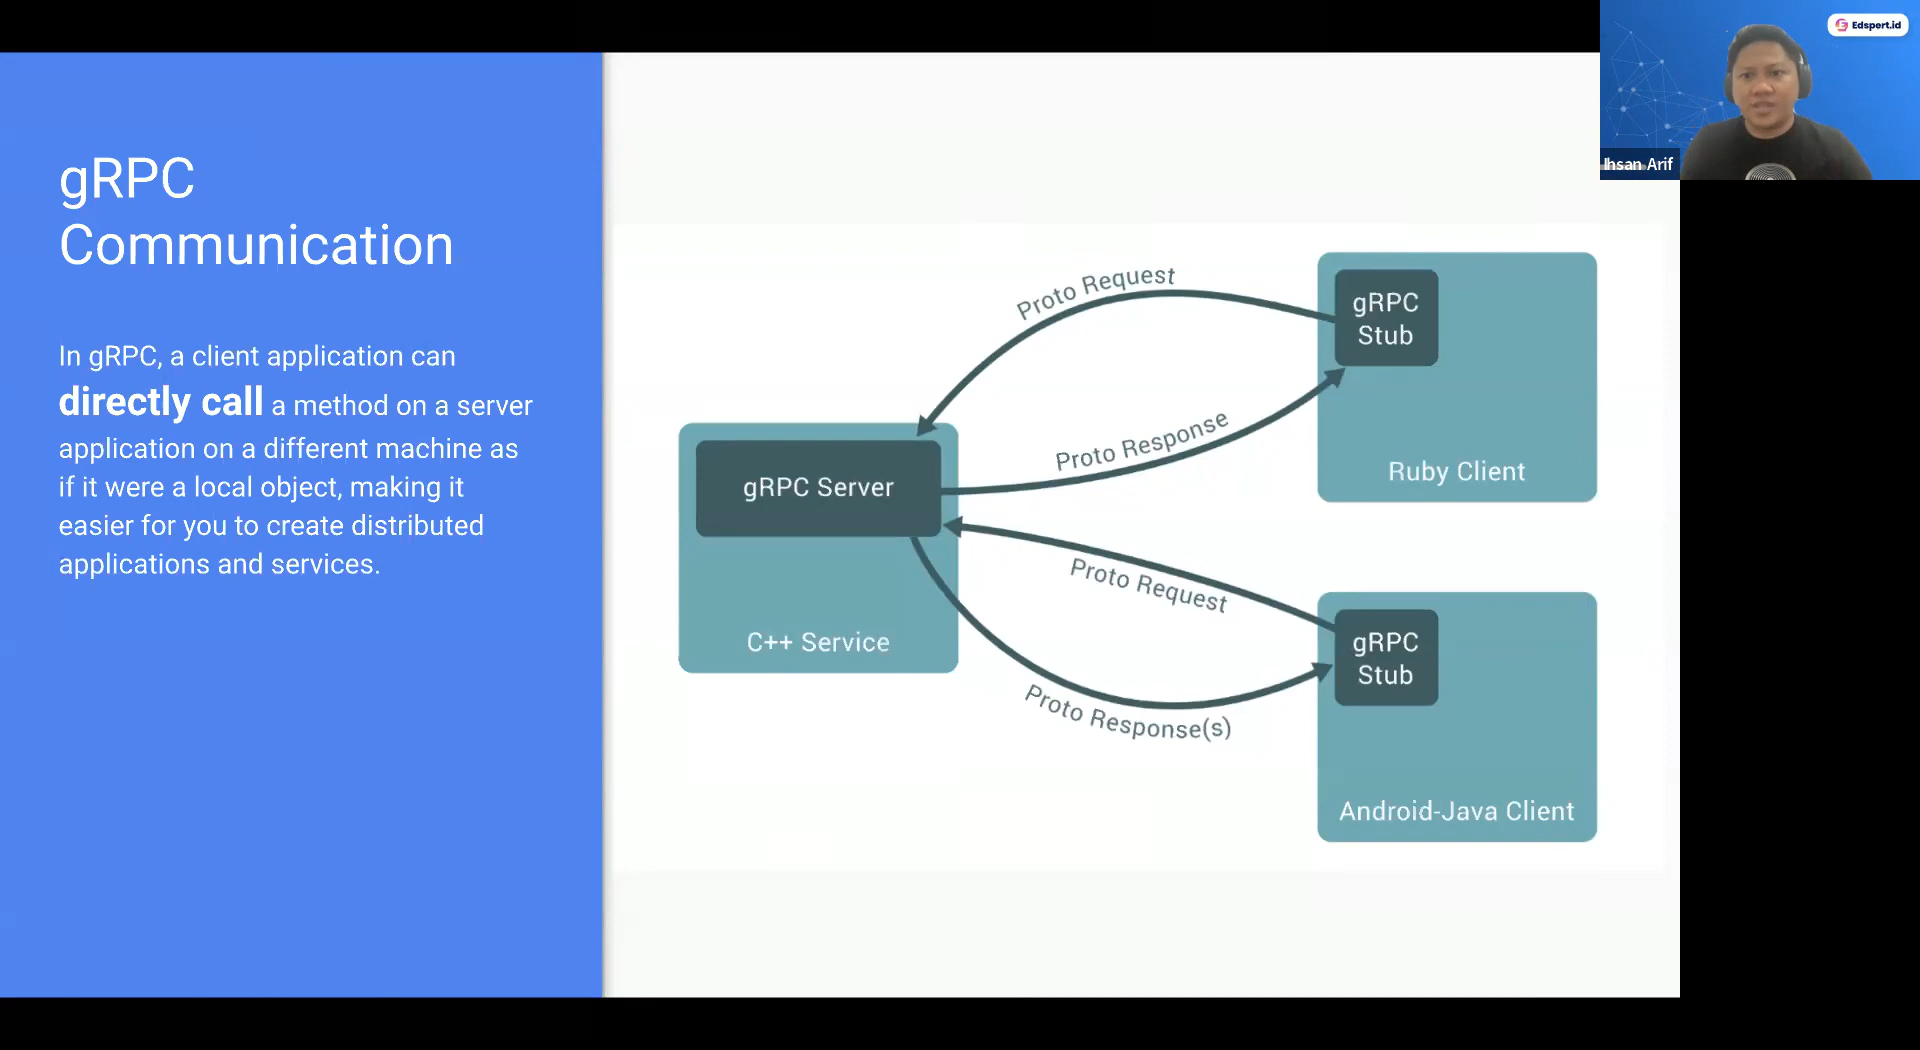 gRPC
Communication
In gRPC, a client application can
directly call a method on a server
application on a different machine as
if it were a local object, making it
easier for you to create distributed
applications and services.
Proto Request
gRPC
Stub
Proto Response
Ruby Client
gRPC Server
C++ Service
Proto Request
gRPC
Stub
Proto Response(s)
Android-Java Client
Edspert.id
Ihsan Arif